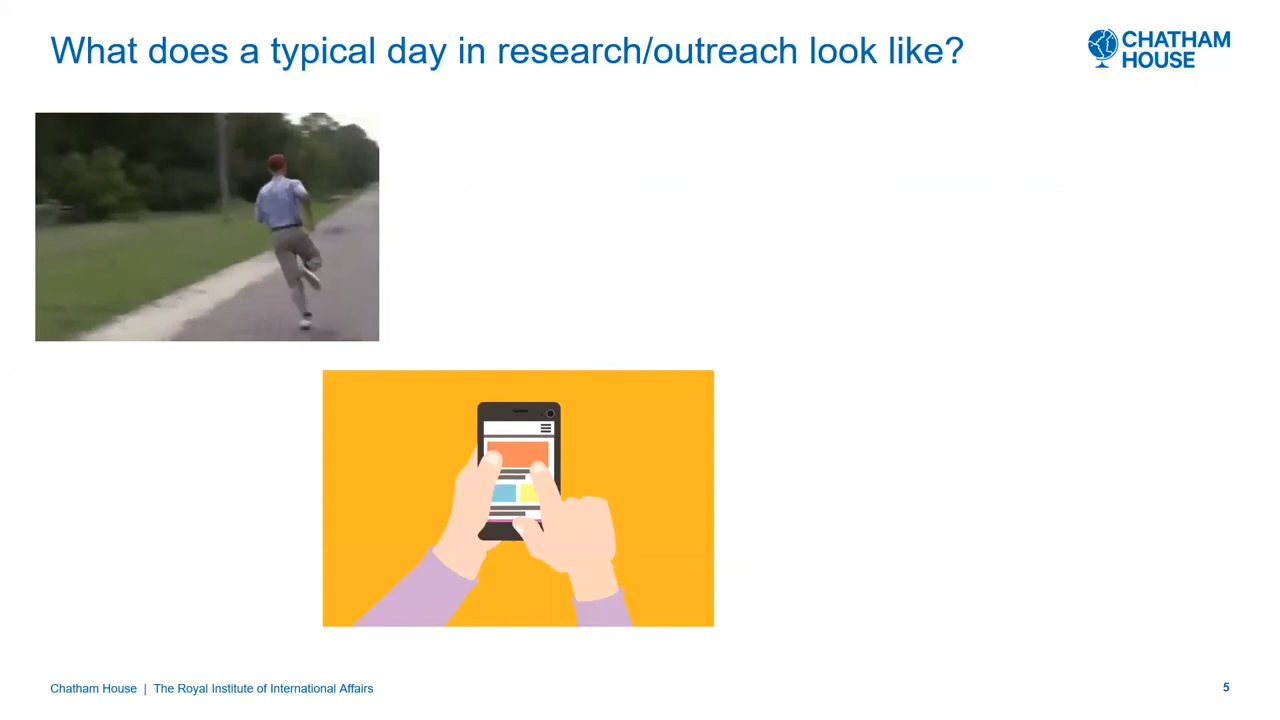 What does a typical day in research/outreach look like?
CHATHAM
HOUSE
Chatham House | The Royal Institute of International Affairs
5